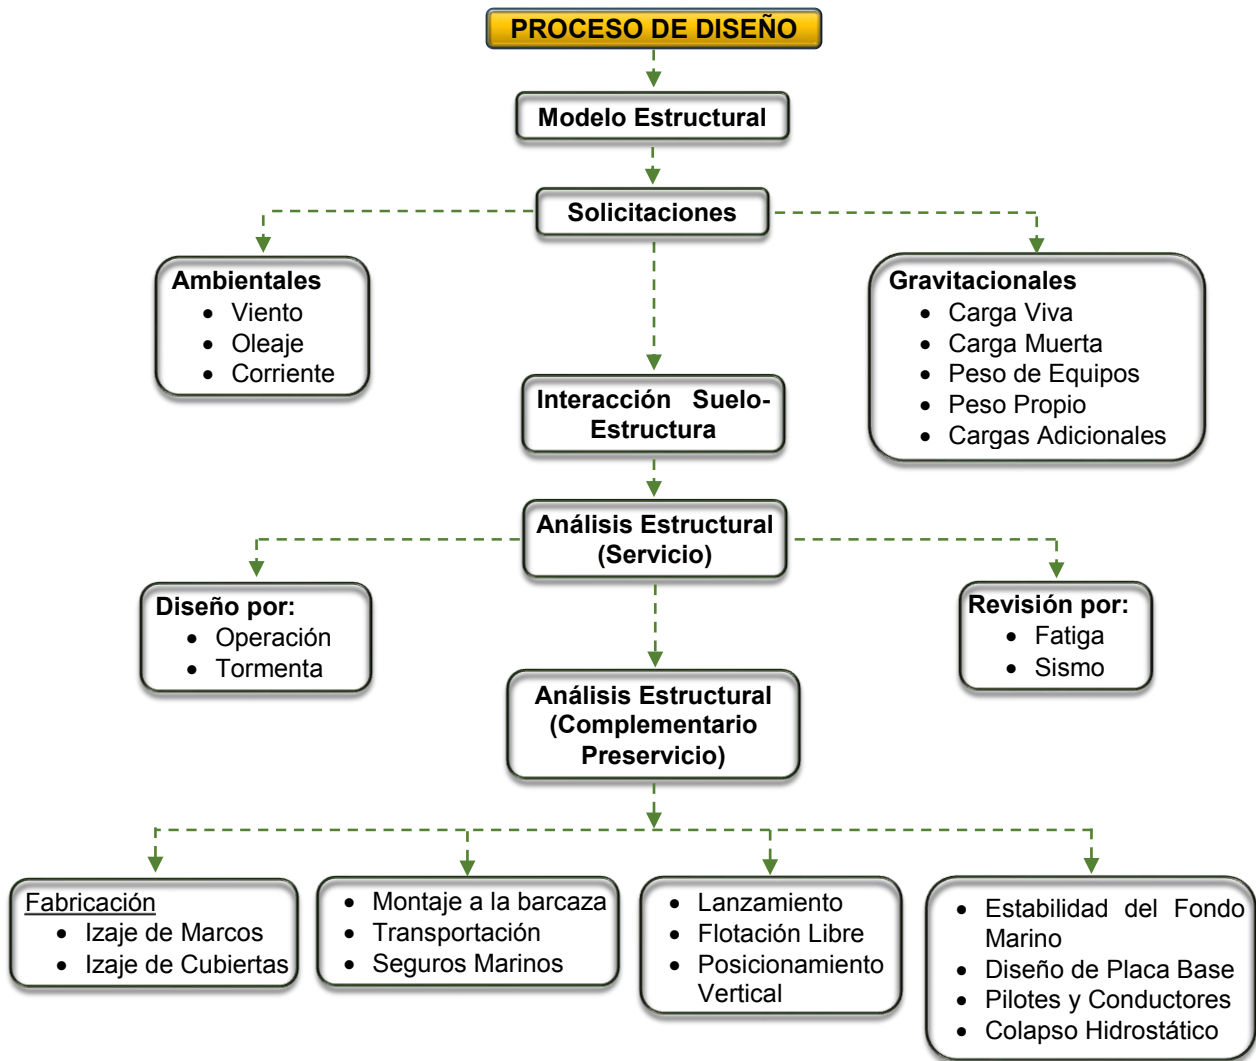 PROCESO DE DISEÑO
Modelo Estructural
Solicitaciones
Ambientales
• Viento
• Oleaje
• Corriente
Gravitacionales
• Carga Viva
• Carga Muerta
• Peso de Equipos
• Peso Propio
• Cargas Adicionales
Interacción Suelo-
Estructura
Análisis Estructural
(Servicio)
Diseño por:
• Operación
• Tormenta
Revisión por:
• Fatiga
• Sismo
Análisis Estructural
(Complementario
Preservicio)
Fabricación
• Izaje de Marcos
• Izaje de Cubiertas
• Montaje a la barcaza
• Transportación
• Seguros Marinos
• Lanzamiento
• Flotación Libre
• Posicionamiento
Vertical
• Estabilidad del Fondo
Marino
• Diseño de Placa Base
• Pilotes y Conductores
• Colapso Hidrostático